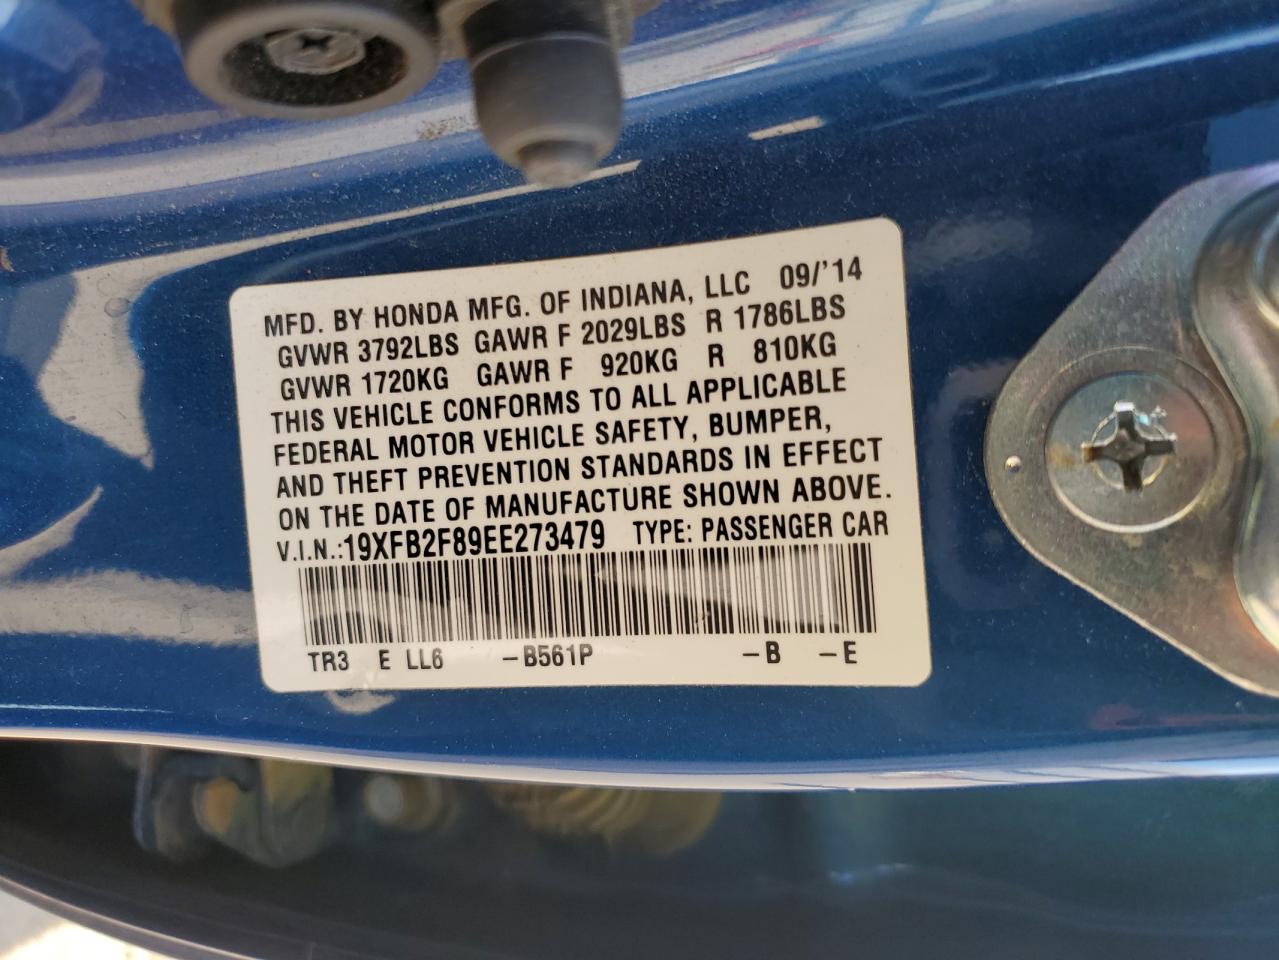 MFD. BY HONDA MFG. OF INDIANA, LLC 09/'14
GVWR 3792LBS GAWR F 2029LBS R 1786LBS
GVWR 1720KG GAWR F 920KG R 810KG
THIS VEHICLE CONFORMS TO ALL APPLICABLE
FEDERAL MOTOR VEHICLE SAFETY, BUMPER,
AND THEFT PREVENTION STANDARDS IN EFFECT
ON THE DATE OF MANUFACTURE SHOWN ABOVE.
V.I.N.:19XFB2F89EE273479 TYPE: PASSENGER CAR
TR3 E LL6 -B561P -B -E